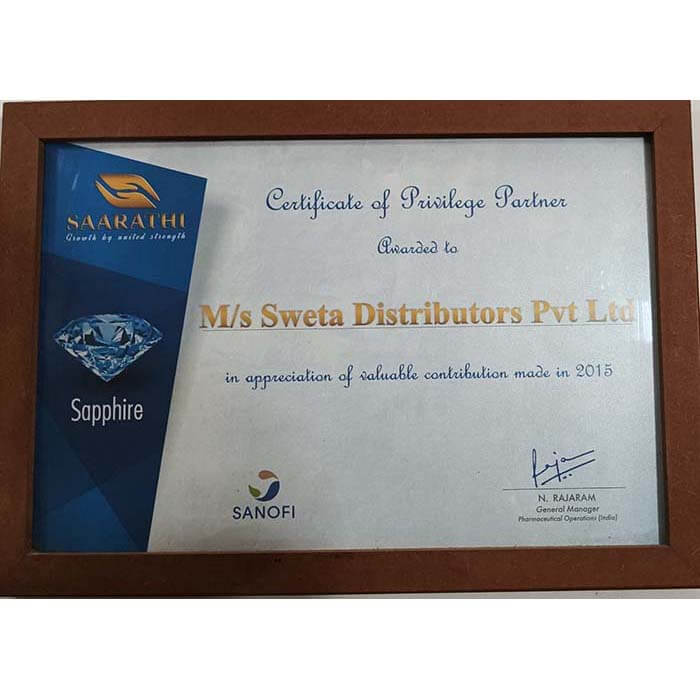 SAARATHI
Growth by united strength
Sapphire
Certificate of Privilege Partner
Awarded to
M/s Sweta Distributors Pvt Ltd
in appreciation of valuable contribution made in 2015
SANOFI
Raja
N. RAJARAM
General Manager
Pharmaceutical Operations (India)